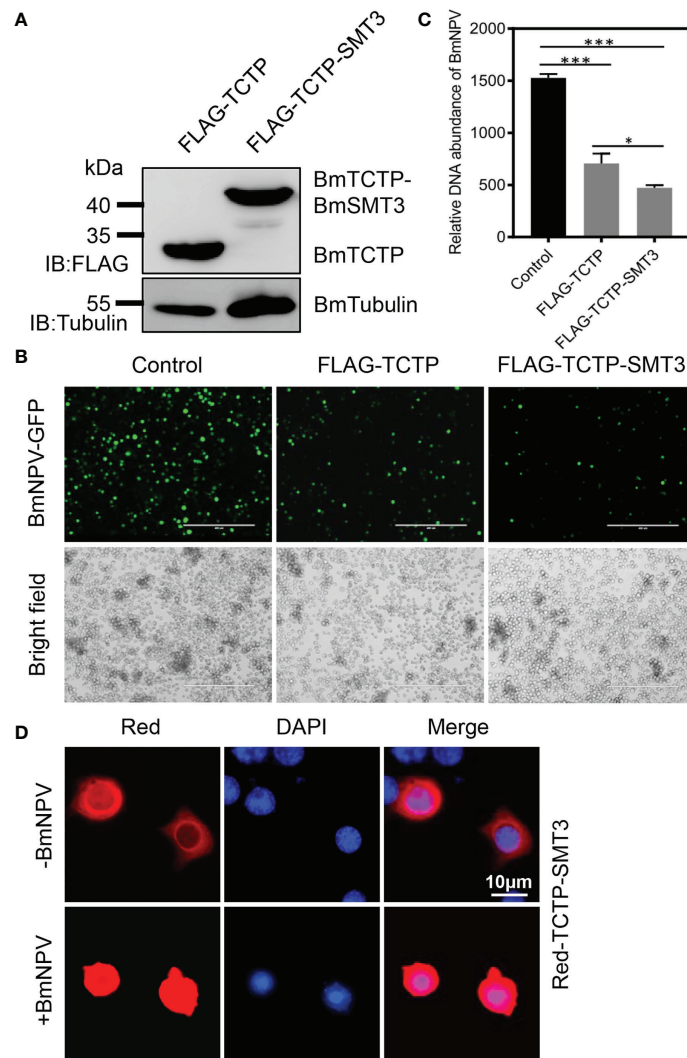 A
FLAG-TCTP
FLAG-TCTP-SMT3
kDa
40
35
IB:FLAG
55
IB:Tubulin
BmTCTP-
BmSMT3
BmTCTP
BmTubulin
C
Relative DNA abundance of BmNPV
2000
1500
1000
500
0
***
***
*
Control
FLAG-TCTP
FLAG-TCTP-SMT3
B
Control FLAG-TCTP FLAG-TCTP-SMT3
BmNPV-GFP
Bright field
D
Red DAPI Merge
-BmNPV
10μm
+BmNPV
Red-TCTP-SMT3